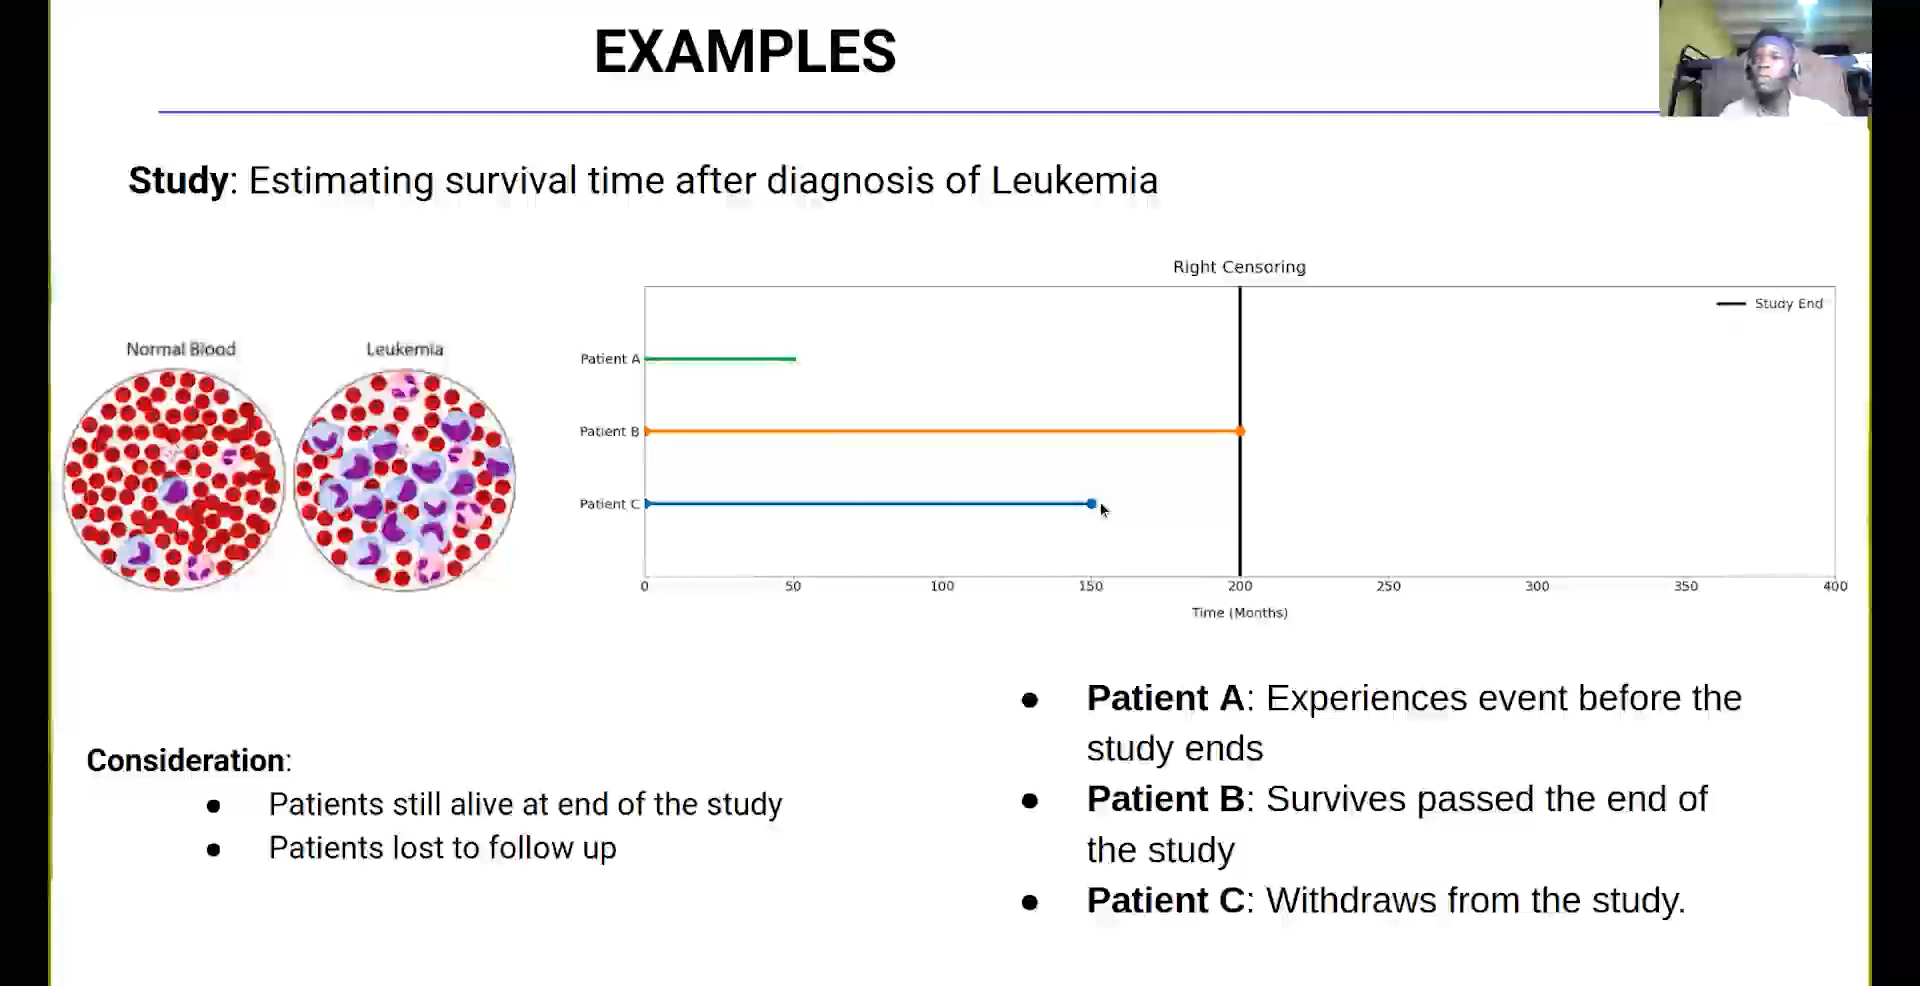 EXAMPLES
Study: Estimating survival time after diagnosis of Leukemia
Normal Blood
Leukemia
Right Censoring
Study End
Patient A
Patient B
Patient C
0 50 100 150 200 250 300 350 400
Time (Months)
Consideration:
● Patients still alive at end of the study
● Patients lost to follow up
● Patient A: Experiences event before the
study ends
● Patient B: Survives passed the end of
the study
● Patient C: Withdraws from the study.